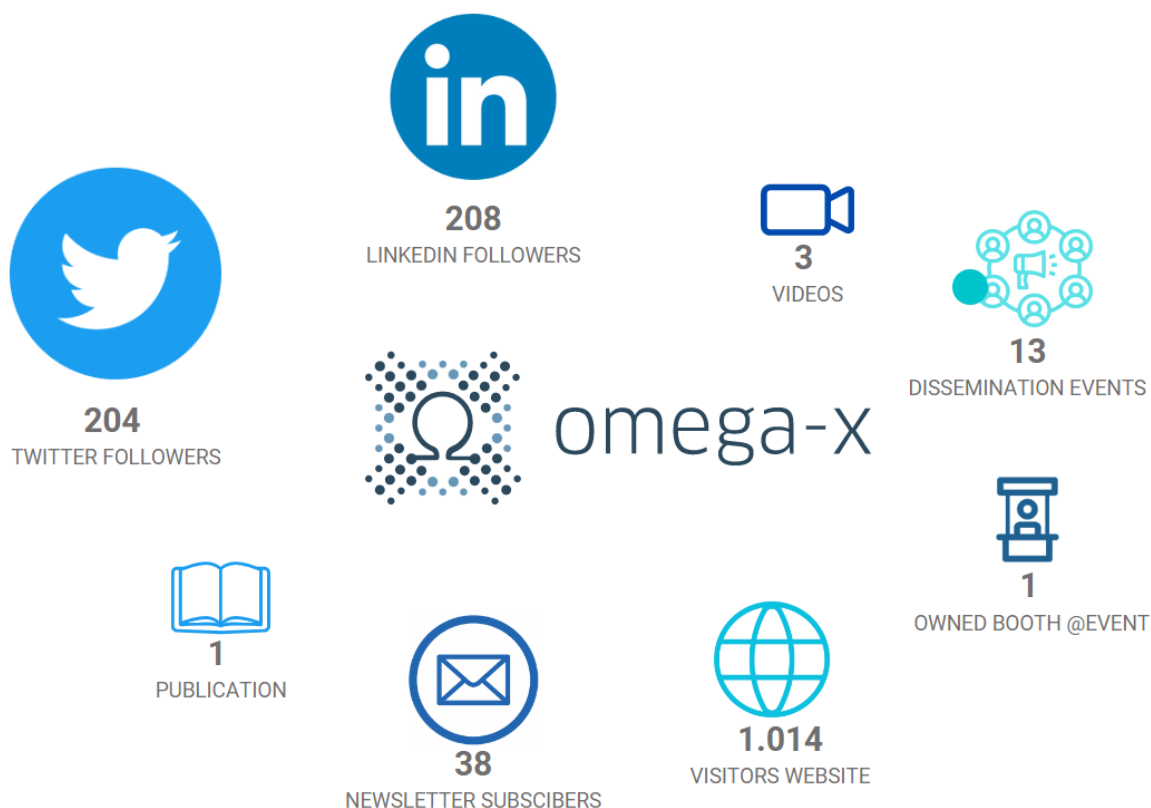 in
208
LINKEDIN FOLLOWERS
3
VIDEOS
13
DISSEMINATION EVENTS
204
TWITTER FOLLOWERS
Ω omega-x
1
OWNED BOOTH @EVENT
1
PUBLICATION
38
NEWSLETTER SUBSCIBERS
1.014
VISITORS WEBSITE